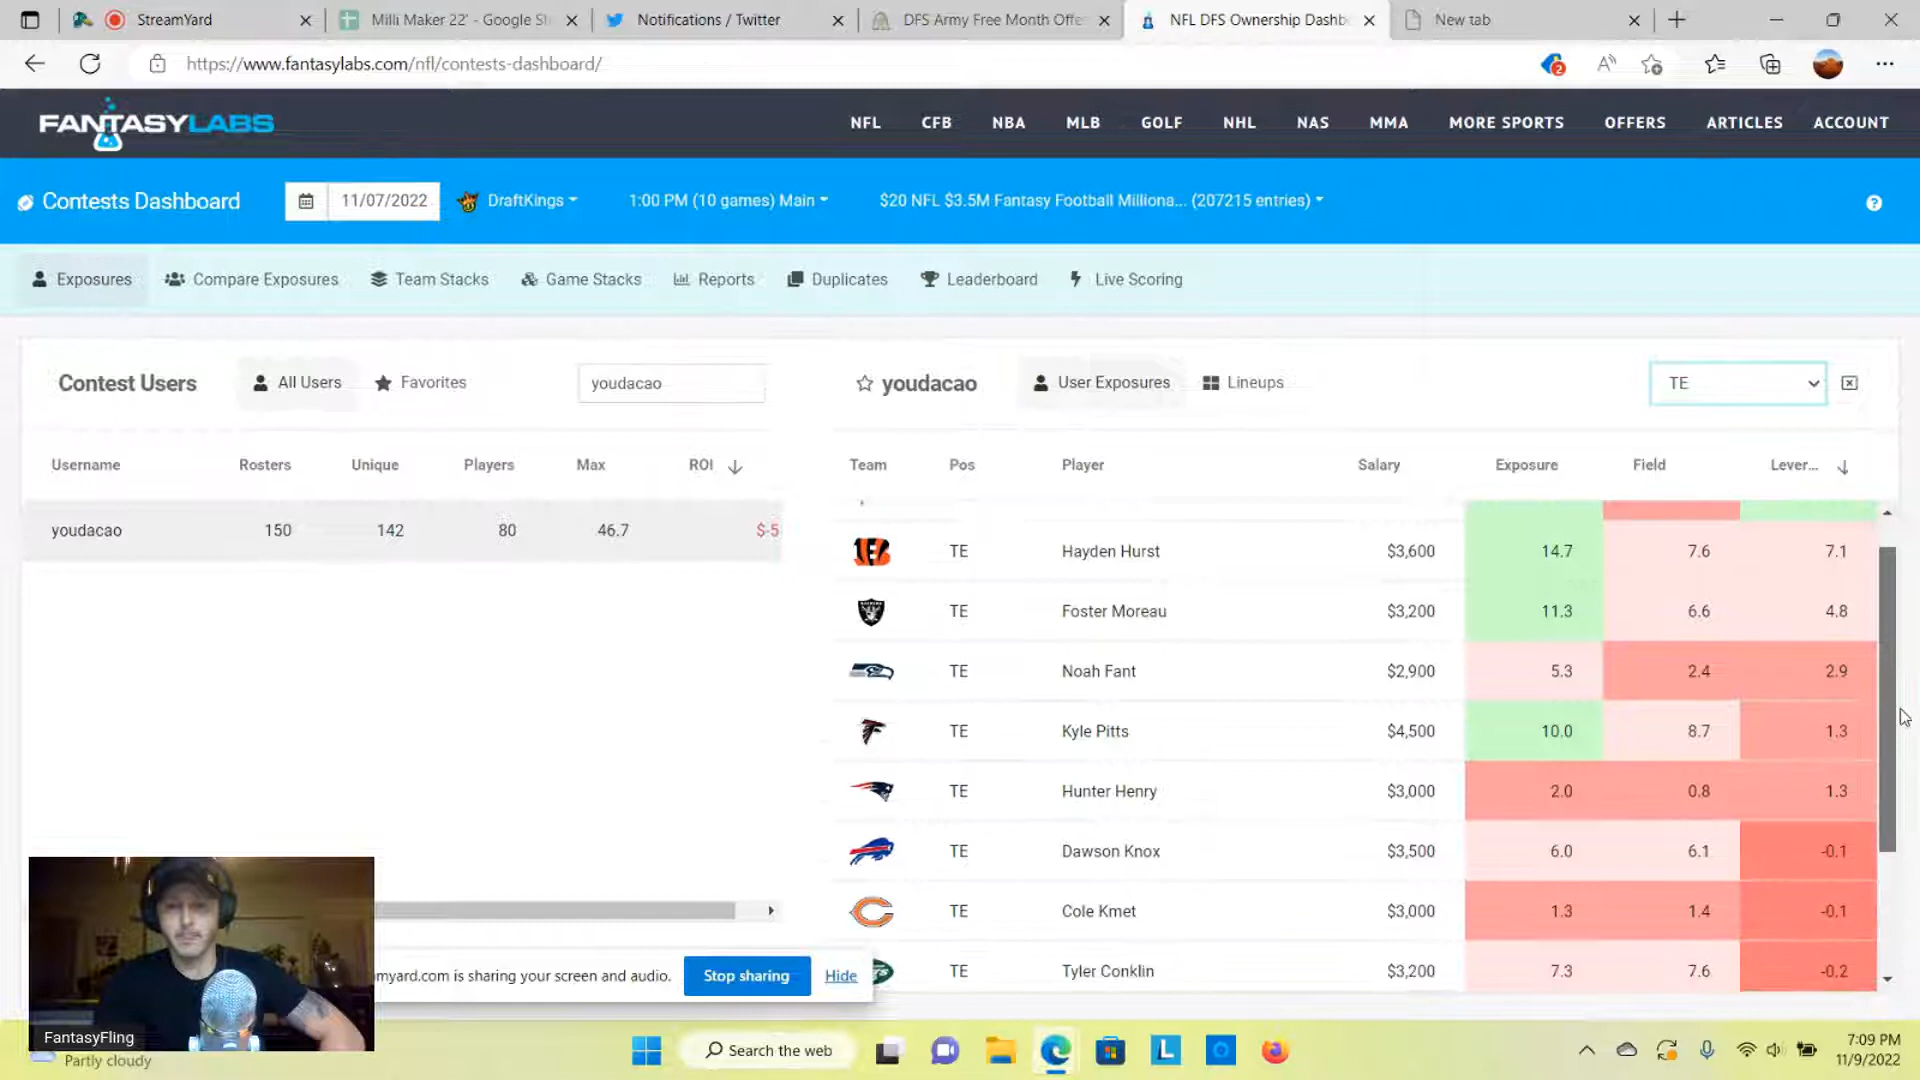 StreamYard
Milli Maker 22' - Google Sh
Notifications / Twitter
DFS Army Free Month Offe
NFL DFS Ownership Dashb
New tab
https://www.fantasylabs.com/nfl/contests-dashboard/
2
FANTASYLABS
NFL CFB NBA MLB GOLF NHL NAS MMA MORE SPORTS OFFERS ARTICLES ACCOUNT
Contests Dashboard 11/07/2022 DraftKings 1:00 PM (10 games) Main $20 NFL $3.5M Fantasy Football Milliona... (207215 entries)
Exposures Compare Exposures Team Stacks Game Stacks Reports Duplicates Leaderboard Live Scoring
Contest Users All Users Favorites youdacao
Username Rosters Unique Players Max ROI
youdacao 150 142 80 46.7 $-5
youdacao User Exposures Lineups TE
Team Pos Player Salary Exposure Field Lever...
TE Hayden Hurst $3,600 14.7 7.6 7.1
TE Foster Moreau $3,200 11.3 6.6 4.8
TE Noah Fant $2,900 5.3 2.4 2.9
TE Kyle Pitts $4,500 10.0 8.7 1.3
TE Hunter Henry $3,000 2.0 0.8 1.3
TE Dawson Knox $3,500 6.0 6.1 -0.1
TE Cole Kmet $3,000 1.3 1.4 -0.1
TE Tyler Conklin $3,200 7.3 7.6 -0.2
myard.com is sharing your screen and audio. Stop sharing Hide
FantasyFling
Partly cloudy
Search the web
L
7:09 PM
11/9/2022